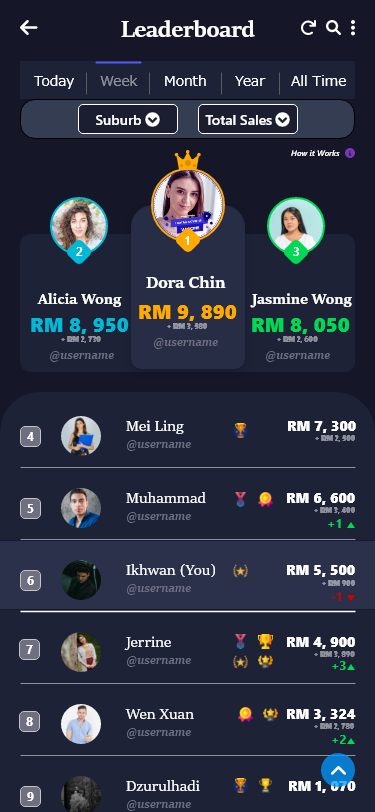 Leaderboard
Today Week Month Year All Time
Suburb Total Sales
How it Works i
1
2
3
Dora Chin
RM 9, 890
+ RM 3, 980
@username
Alicia Wong
RM 8, 950
+ RM 2, 730
@username
Jasmine Wong
RM 8, 050
+ RM 2, 600
@username
4 Mei Ling RM 7, 300
+ RM 2, 900
@username
5 Muhammad RM 6, 600
+ RM 3, 400
@username +1
6 Ikhwan (You) RM 5, 500
+ RM 900
@username -1
7 Jerrine RM 4, 900
+ RM 3, 890
@username +3
8 Wen Xuan RM 3, 324
+ RM 2, 780
@username +2
9 Dzurulhadi RM 1, 070